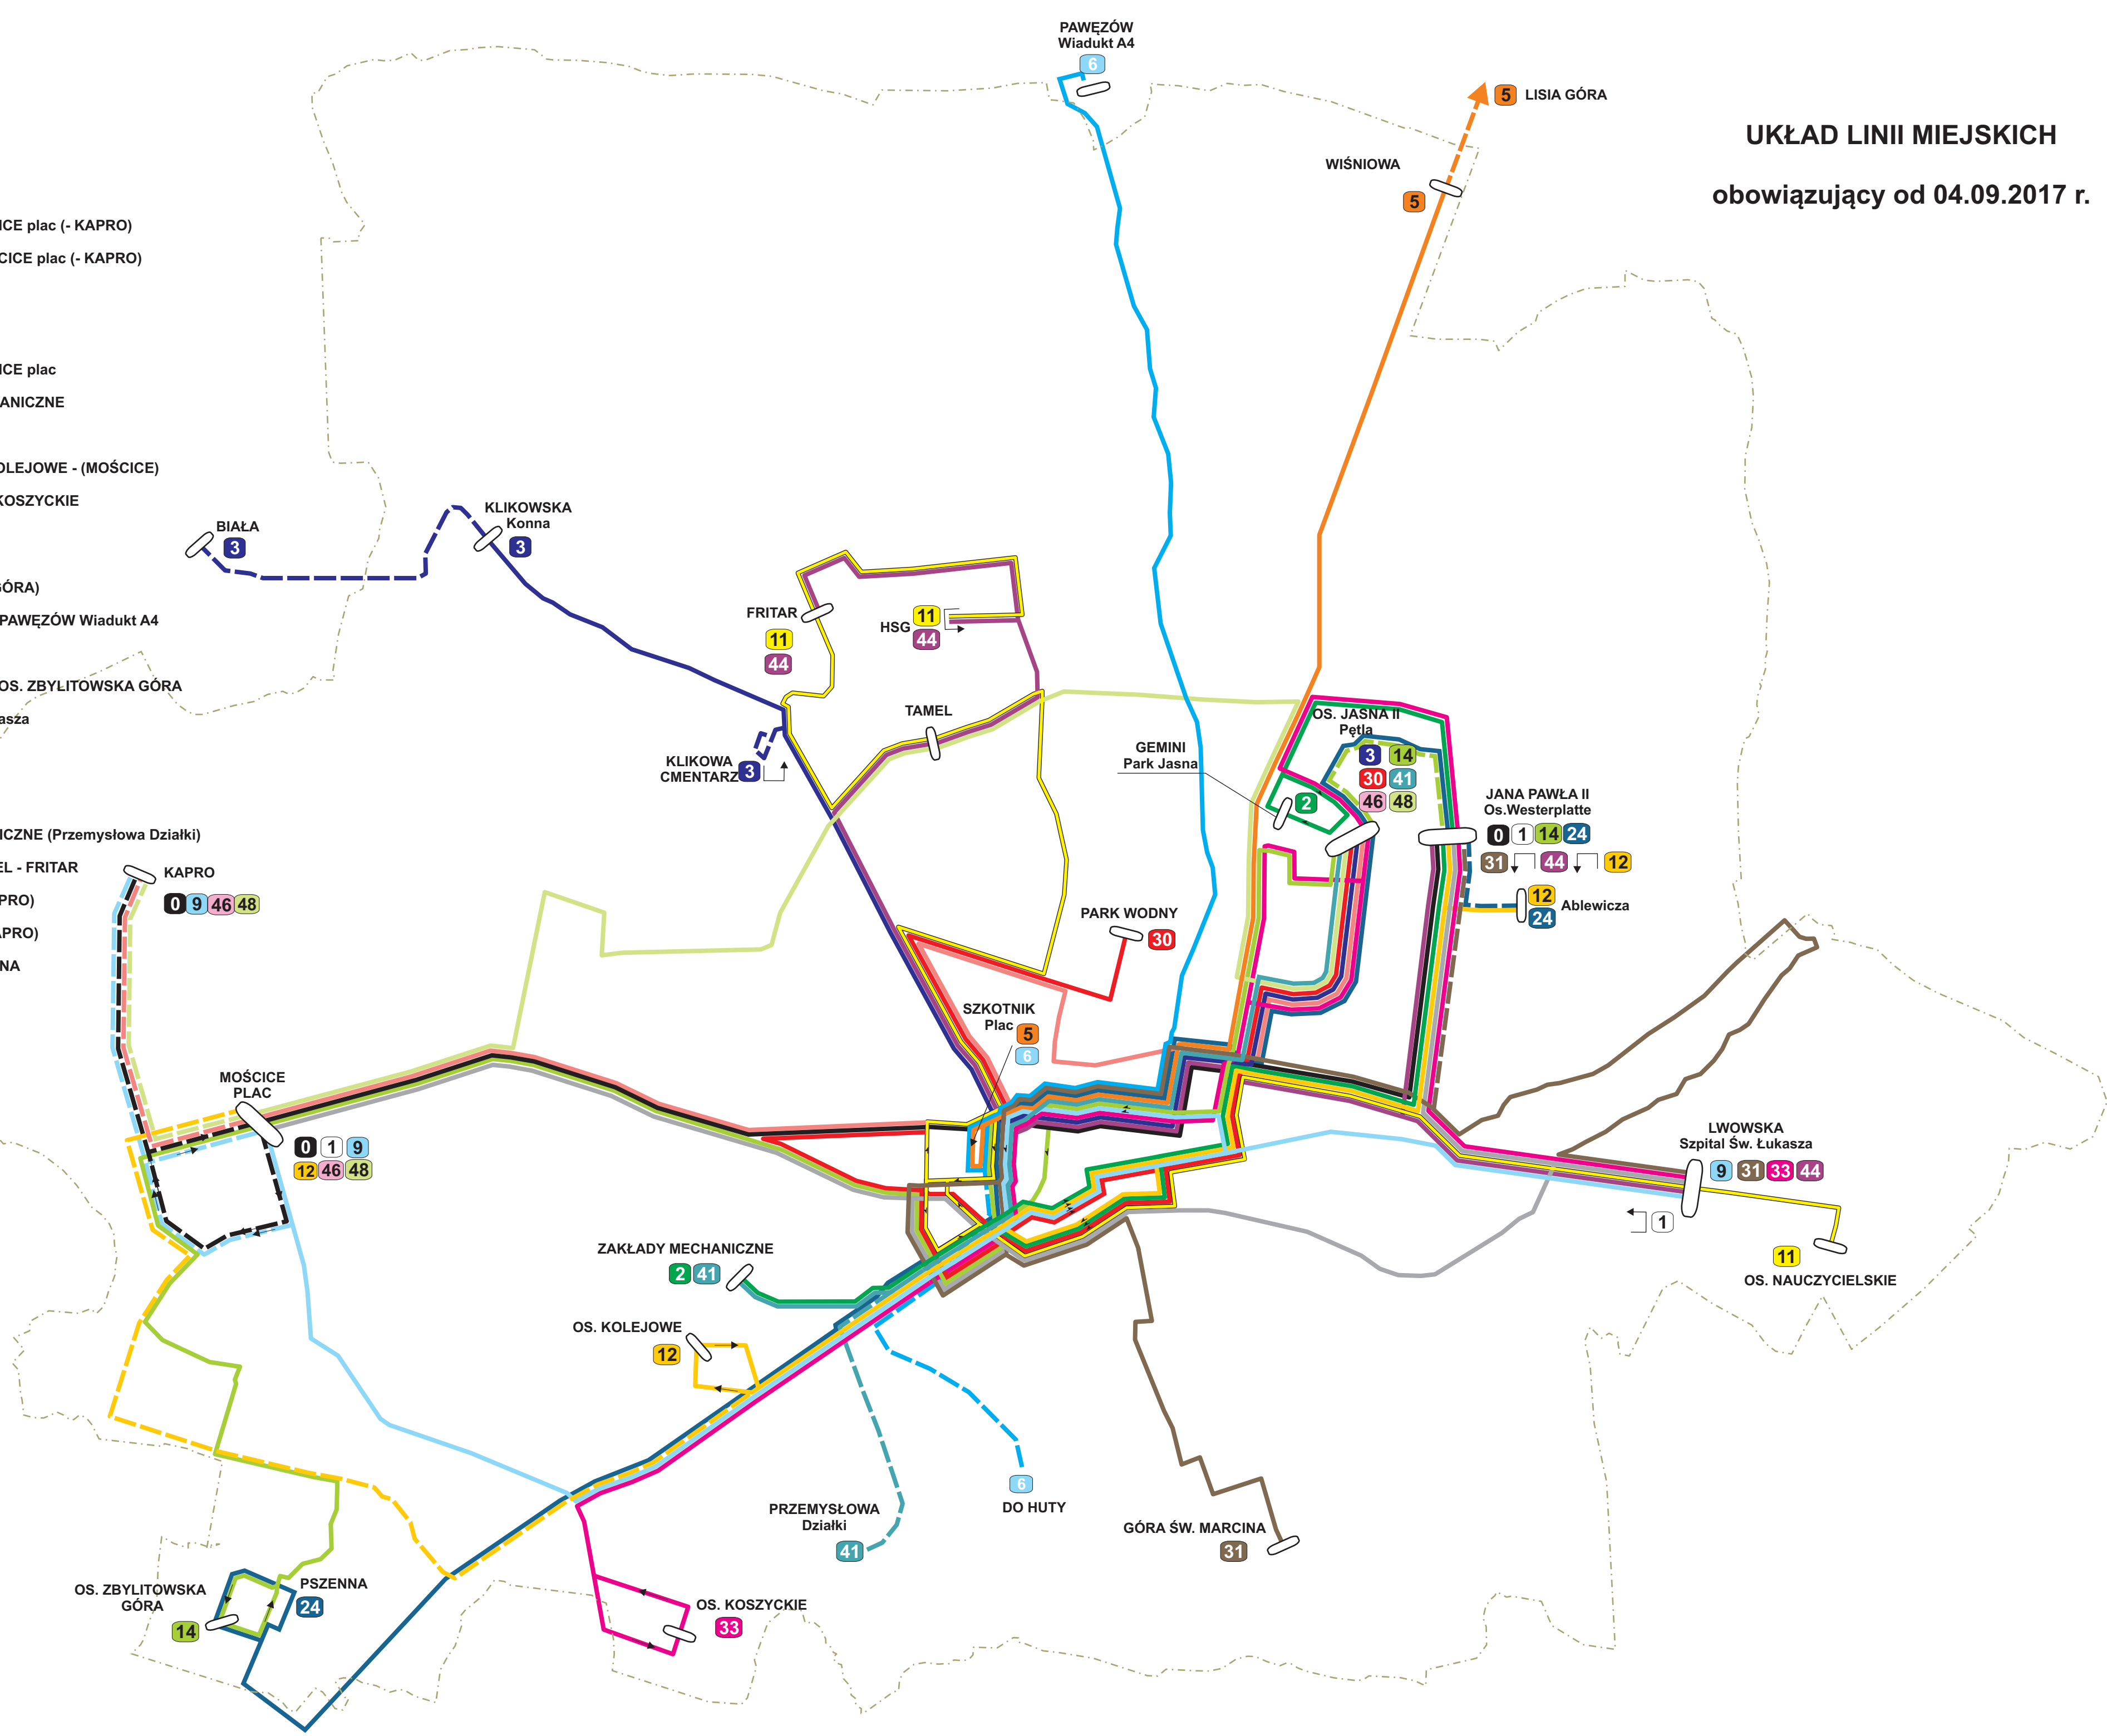 UKŁAD LINII MIEJSKICH
obowiązujący od 04.09.2017 r.
ICE plac (- KAPRO)
CICE plac (- KAPRO)
ICE plac
ANICZNE
OLEJOWE - (MOŚCICE)
KOSZYCKIE
GÓRA)
PAWĘZÓW Wiadukt A4
OS. ZBYLITOWSKA GÓRA
asza
ICZNE (Przemysłowa Działki)
EL - FRITAR
PRO)
APRO)
NA
PAWĘZÓW
Wiadukt A4
6
5 LISIA GÓRA
WIŚNIOWA
5
BIAŁA
3
KLIKOWSKA
Konna
3
FRITAR
11
44
HSG
11
44
KLIKOWA
CMENTARZ
3
TAMEL
GEMINI
Park Jasna
2
OS. JASNA II
Pętla
3 14
30 41
46 48
JANA PAWŁA II
Os.Westerplatte
0 1 14 24
31 44 12
12
24
Ablewicza
KAPRO
0 9 46 48
PARK WODNY
30
SZKOTNIK
Plac
5
6
MOŚCICE
PLAC
0 1 9
12 46 48
LWOWSKA
Szpital Św. Łukasza
9 31 33 44
1
11
OS. NAUCZYCIELSKIE
ZAKŁADY MECHANICZNE
2 41
OS. KOLEJOWE
12
6
DO HUTY
PRZEMYSŁOWA
Działki
41
GÓRA ŚW. MARCINA
31
OS. ZBYLITOWSKA
GÓRA
14
PSZENNA
24
OS. KOSZYCKIE
33